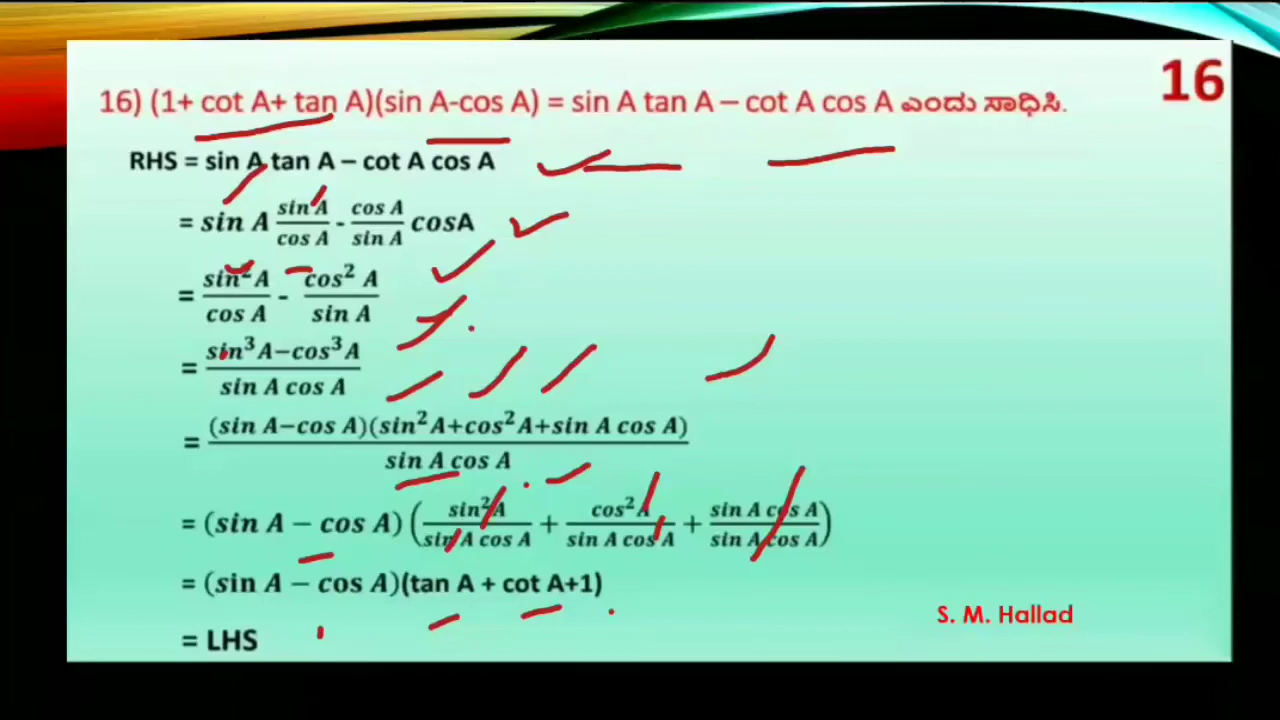 16) (1+ cot A+ tan A)(sin A-cos A) = sin A tan A – cot A cos A ಎಂದು ಸಾಧಿಸಿ.
16
RHS = sin A tan A – cot A cos A
= sin A sin A/cos A - cos A/sin A cosA
= sin² A/cos A - cos² A/sin A
= sin³ A−cos³ A/sin A cos A
= (sin A−cos A)(sin² A+cos² A+sin A cos A)/sin A cos A
= (sin A − cos A) (sin² A/sin A cos A + cos² A/sin A cos A + sin A cos A/sin A cos A)
= (sin A − cos A)(tan A + cot A+1)
= LHS
S. M. Hallad